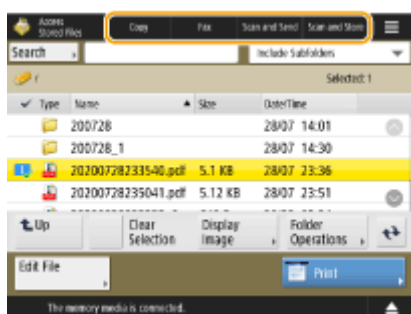 Access Stored Files Copy Fax Scan and Send Scan and Store
Search Include Subfolders
/ Selected: 1
Type Name Size Date/Time
200728 28/07 14:01
200728_1 28/07 14:30
1 20200728233540.pdf 5.1 KB 28/07 23:36
20200728235041.pdf 5.12 KB 28/07 23:51
Up Clear Selection Display Image Folder Operations
Edit File Print
The memory media is connected.